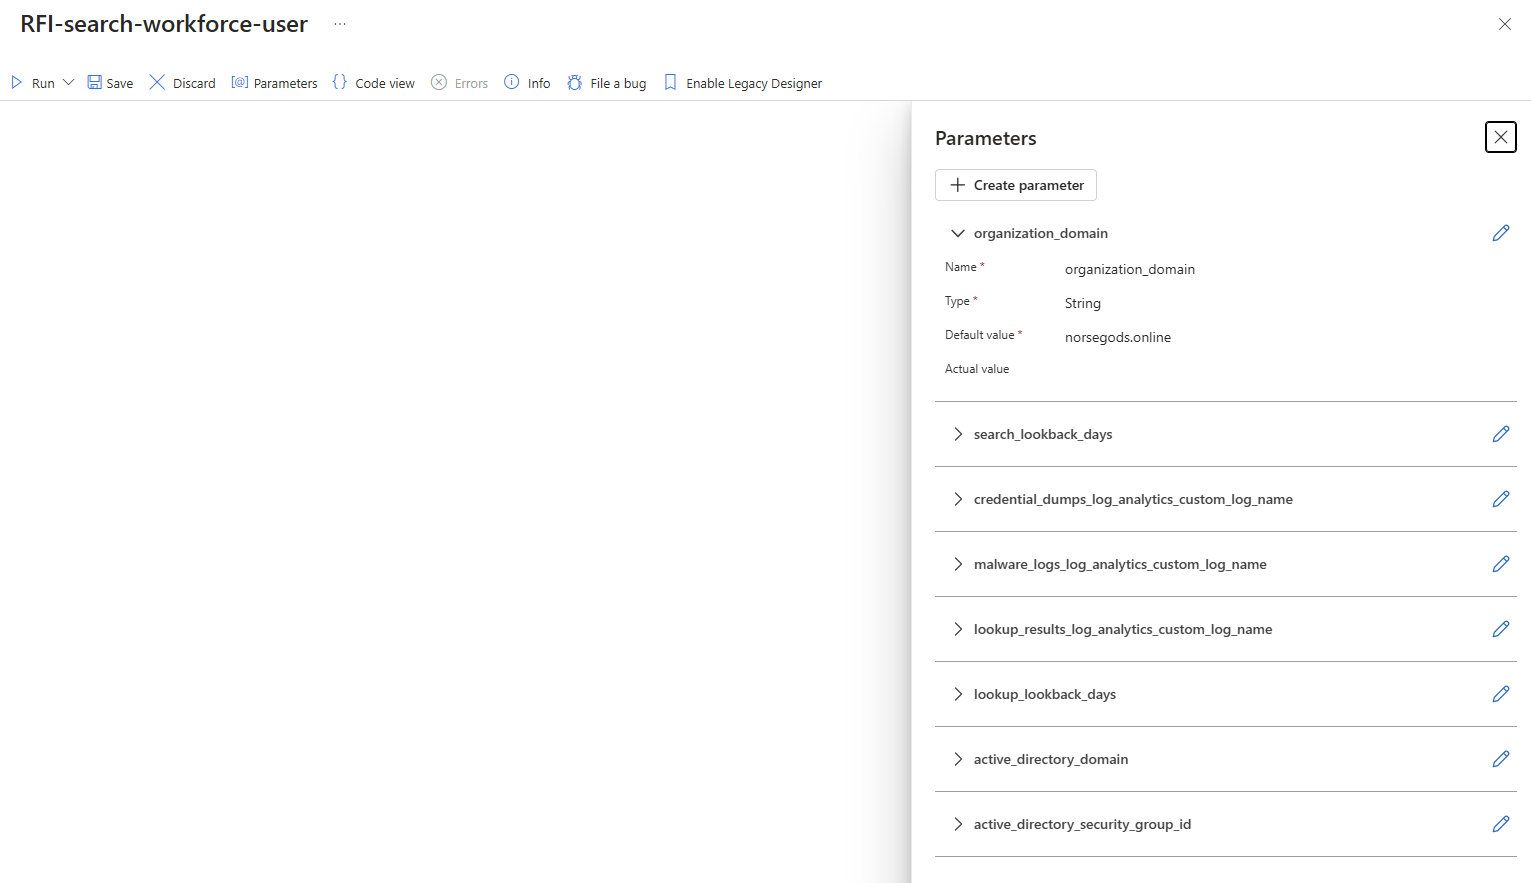 RFI-search-workforce-user ...
Run Save Discard [@] Parameters {} Code view Errors Info File a bug Enable Legacy Designer
Parameters
Create parameter
organization_domain
Name * organization_domain
Type * String
Default value * norsegods.online
Actual value
search_lookback_days
credential_dumps_log_analytics_custom_log_name
malware_logs_log_analytics_custom_log_name
lookup_results_log_analytics_custom_log_name
lookup_lookback_days
active_directory_domain
active_directory_security_group_id